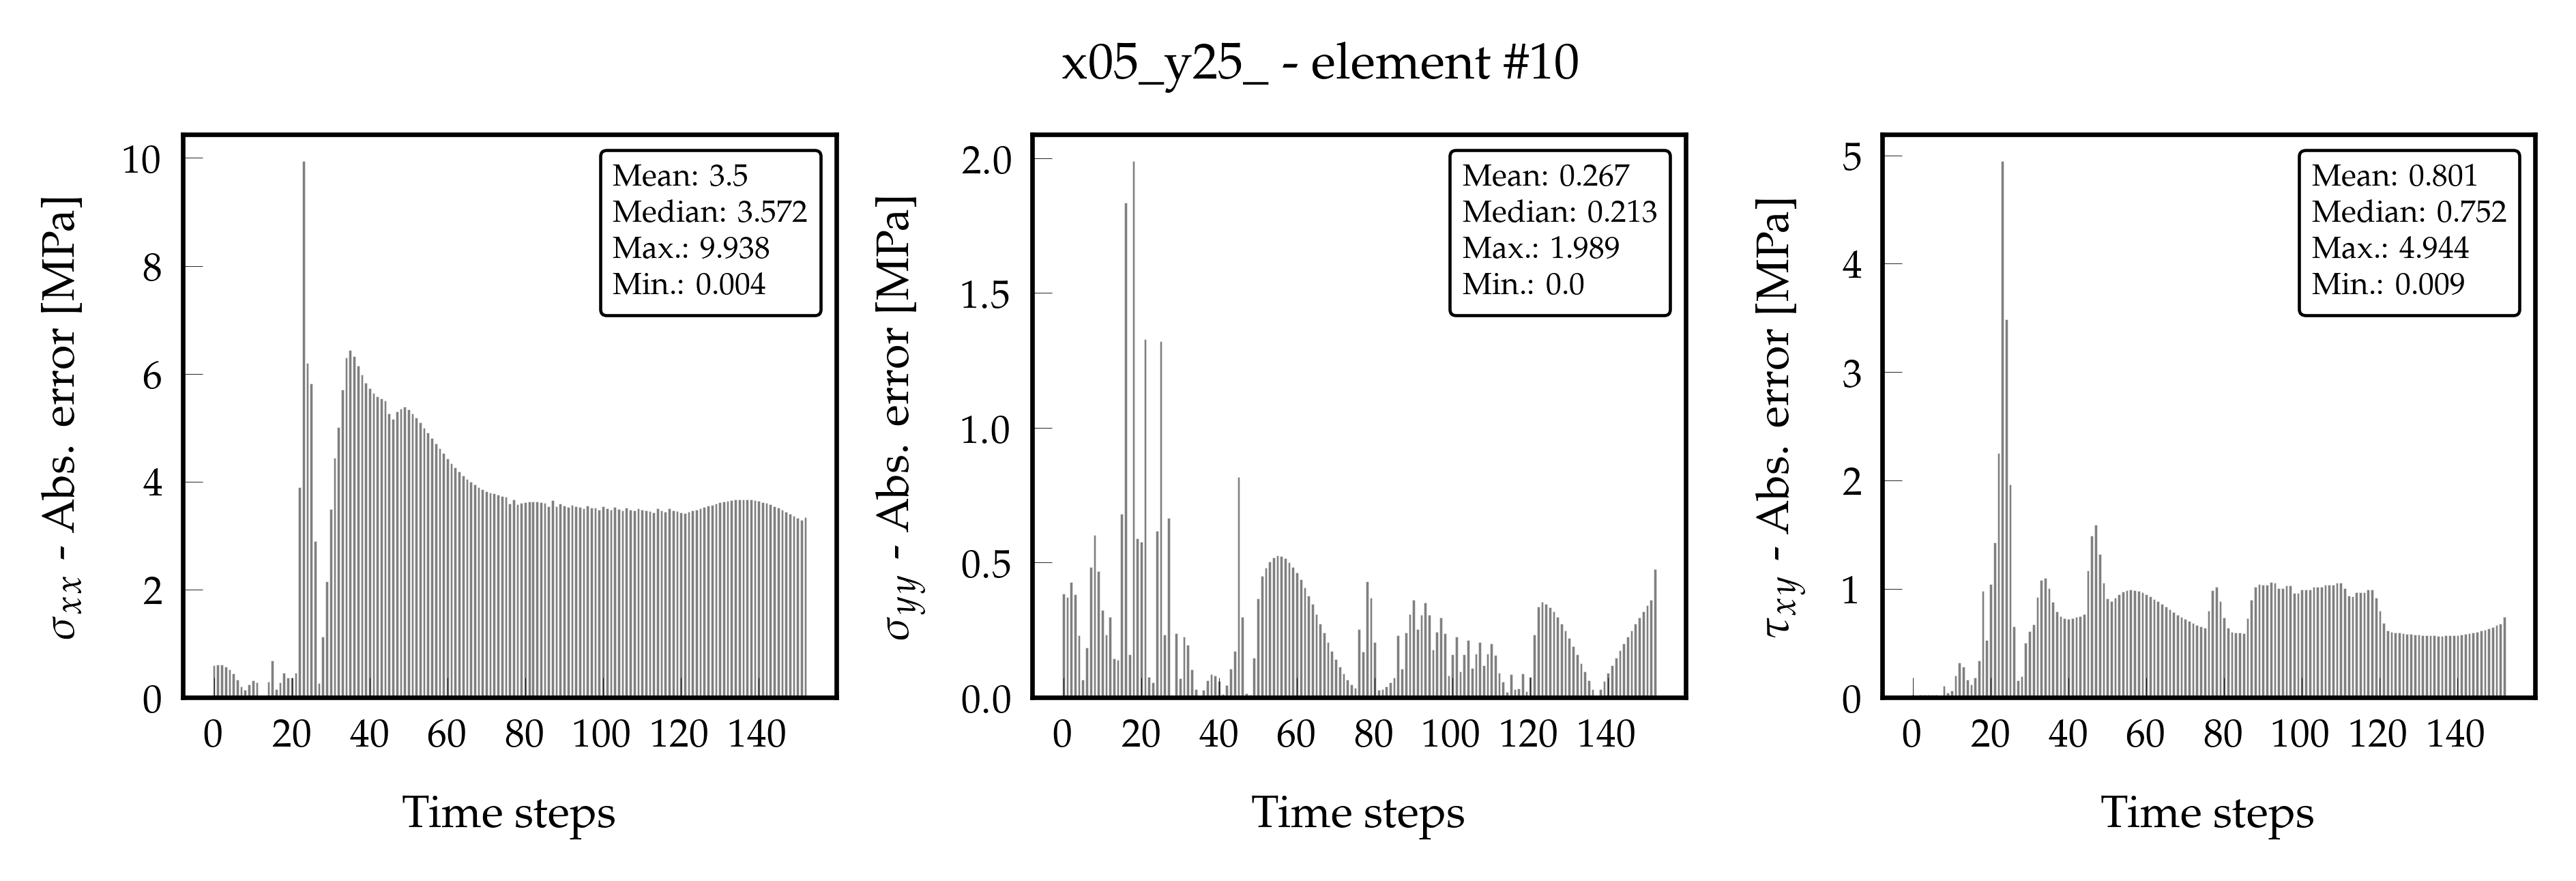 x05_y25_ - element #10
σxx - Abs. error [MPa]
10
8
6
4
2
0
Mean: 3.5
Median: 3.572
Max.: 9.938
Min.: 0.004
0 20 40 60 80 100 120 140
Time steps
σyy - Abs. error [MPa]
2.0
1.5
1.0
0.5
0.0
Mean: 0.267
Median: 0.213
Max.: 1.989
Min.: 0.0
0 20 40 60 80 100 120 140
Time steps
τxy - Abs. error [MPa]
5
4
3
2
1
0
Mean: 0.801
Median: 0.752
Max.: 4.944
Min.: 0.009
0 20 40 60 80 100 120 140
Time steps